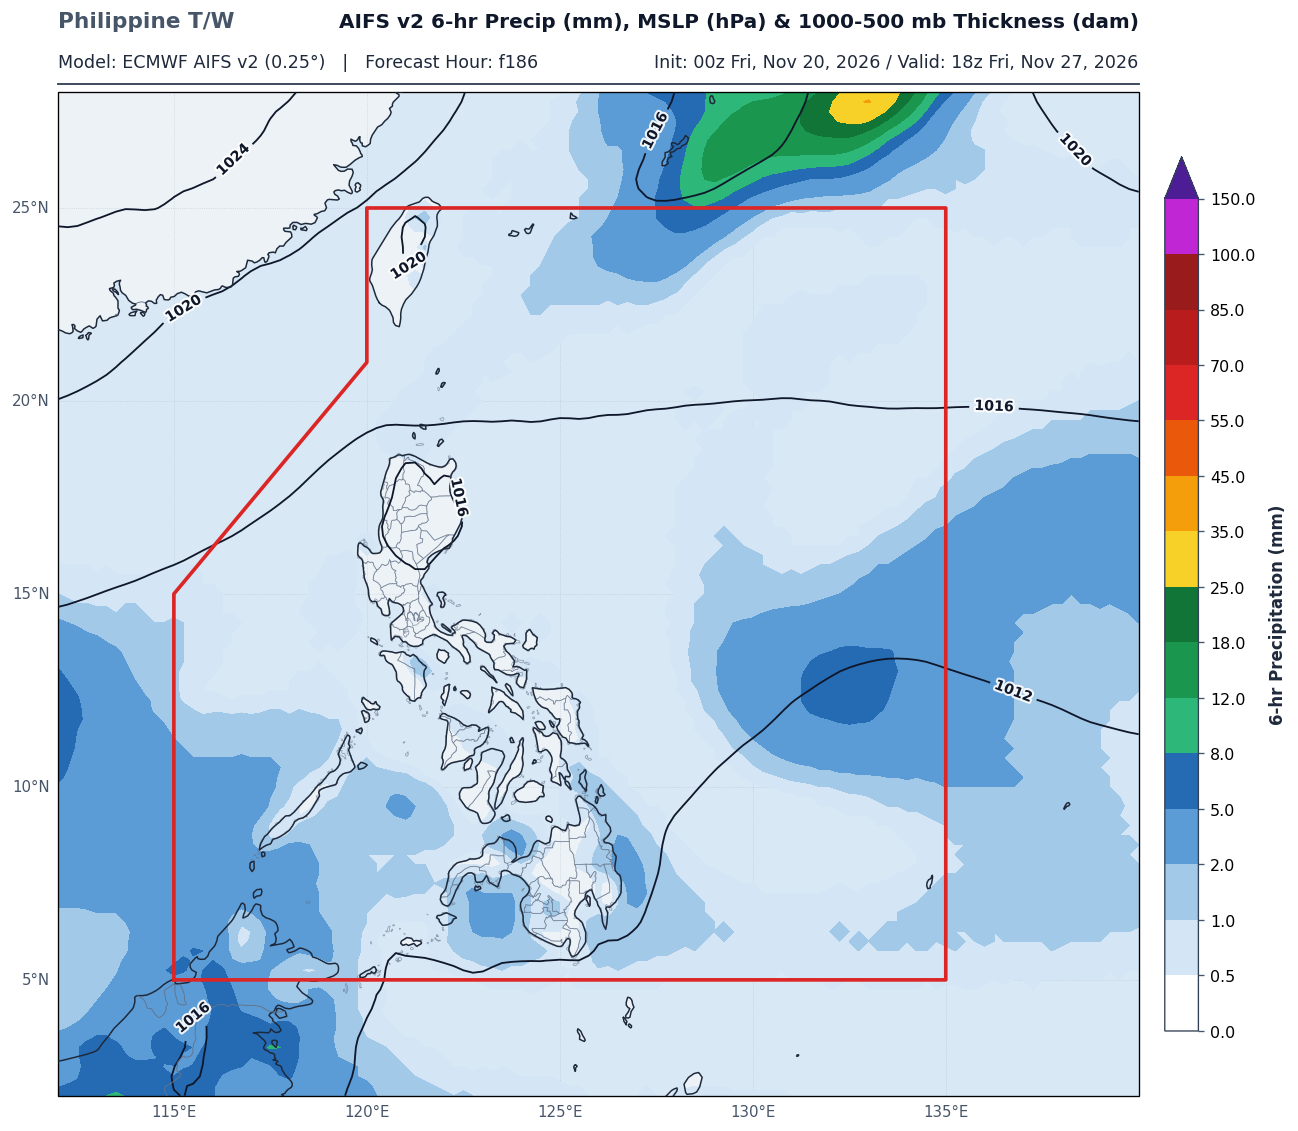 Philippine T/W
AIFS v2 6-hr Precip (mm), MSLP (hPa) & 1000-500 mb Thickness (dam)
Model: ECMWF AIFS v2 (0.25°) | Forecast Hour: f186
Init: 00z Fri, Nov 20, 2026 / Valid: 18z Fri, Nov 27, 2026
1024
1016
1020
1020
1020
1016
1016
1012
1016
25°N
20°N
15°N
10°N
5°N
115°E
120°E
125°E
130°E
135°E
150.0
100.0
85.0
70.0
55.0
45.0
35.0
25.0
18.0
12.0
8.0
5.0
2.0
1.0
0.5
0.0
6-hr Precipitation (mm)